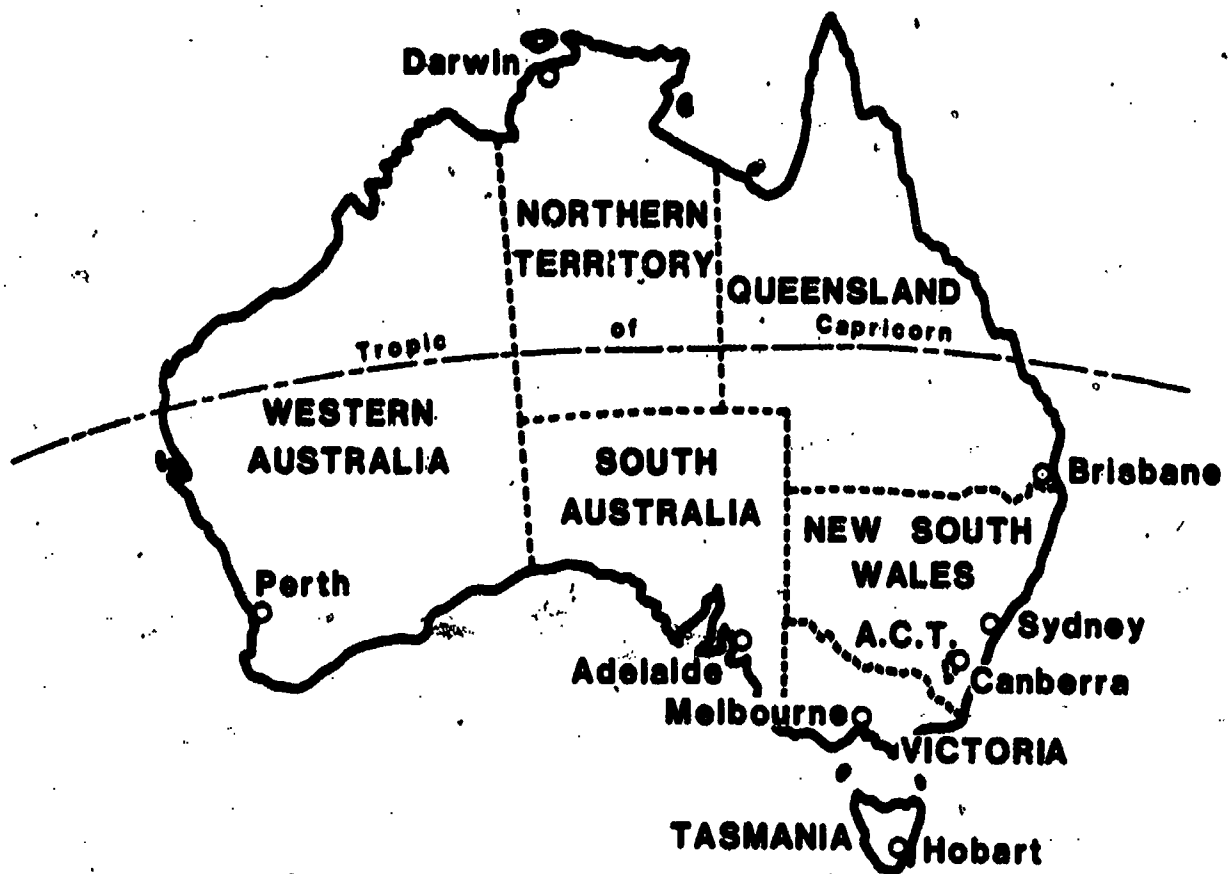 Darwin
NORTHERN
TERRITORY
QUEENSLAND
Tropic of Capricorn
WESTERN
AUSTRALIA
SOUTH
AUSTRALIA
Brisbane
NEW SOUTH
WALES
Perth
A.C.T.
Sydney
Adelaide
Canberra
Melbourne
VICTORIA
TASMANIA
Hobart